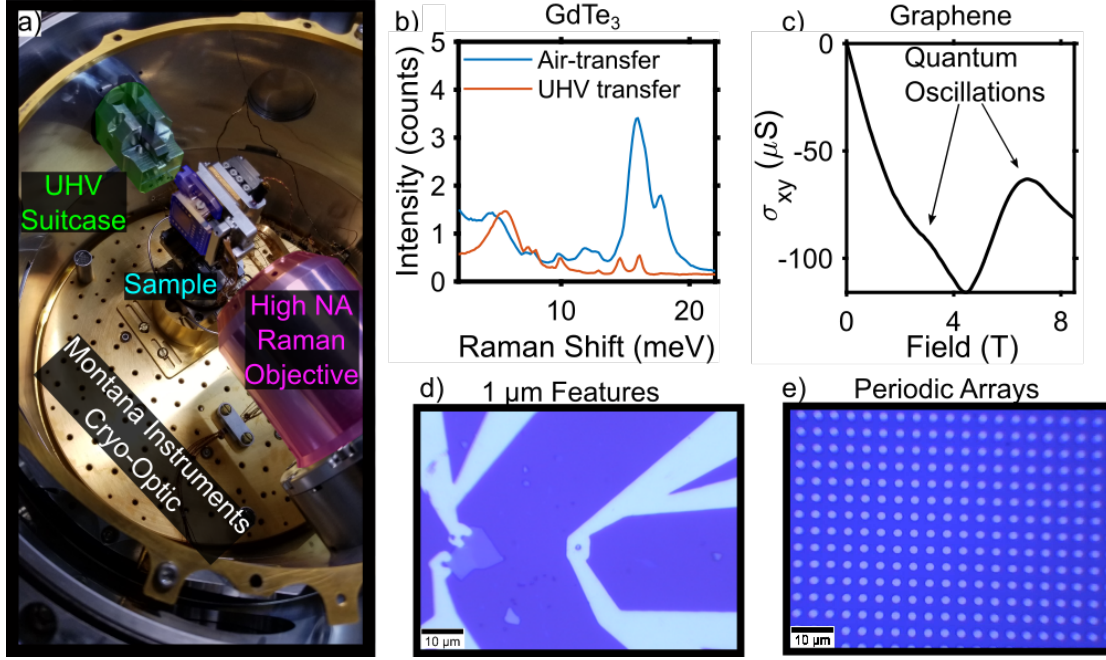 a)
UHV
Suitcase
Sample
High NA
Raman
Objective
Montana Instruments
Cryo-Optic
b)
GdTe₃
Intensity (counts)
5
4
3
2
1
0
Air-transfer
UHV transfer
0
10
20
Raman Shift (meV)
c)
Graphene
σxy (μS)
0
-50
-100
Quantum
Oscillations
0
4
8
Field (T)
d)
1 μm Features
10 μm
e)
Periodic Arrays
10 μm